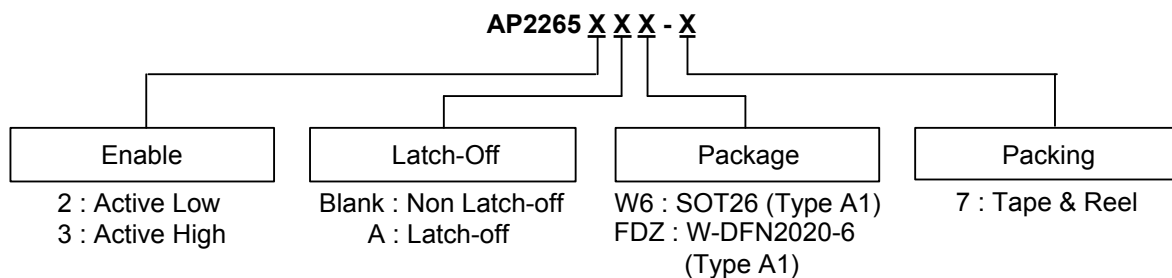 AP2265 X X X - X
Enable
2 : Active Low
3 : Active High
Latch-Off
Blank : Non Latch-off
A : Latch-off
Package
W6 : SOT26 (Type A1)
FDZ : W-DFN2020-6
(Type A1)
Packing
7 : Tape & Reel